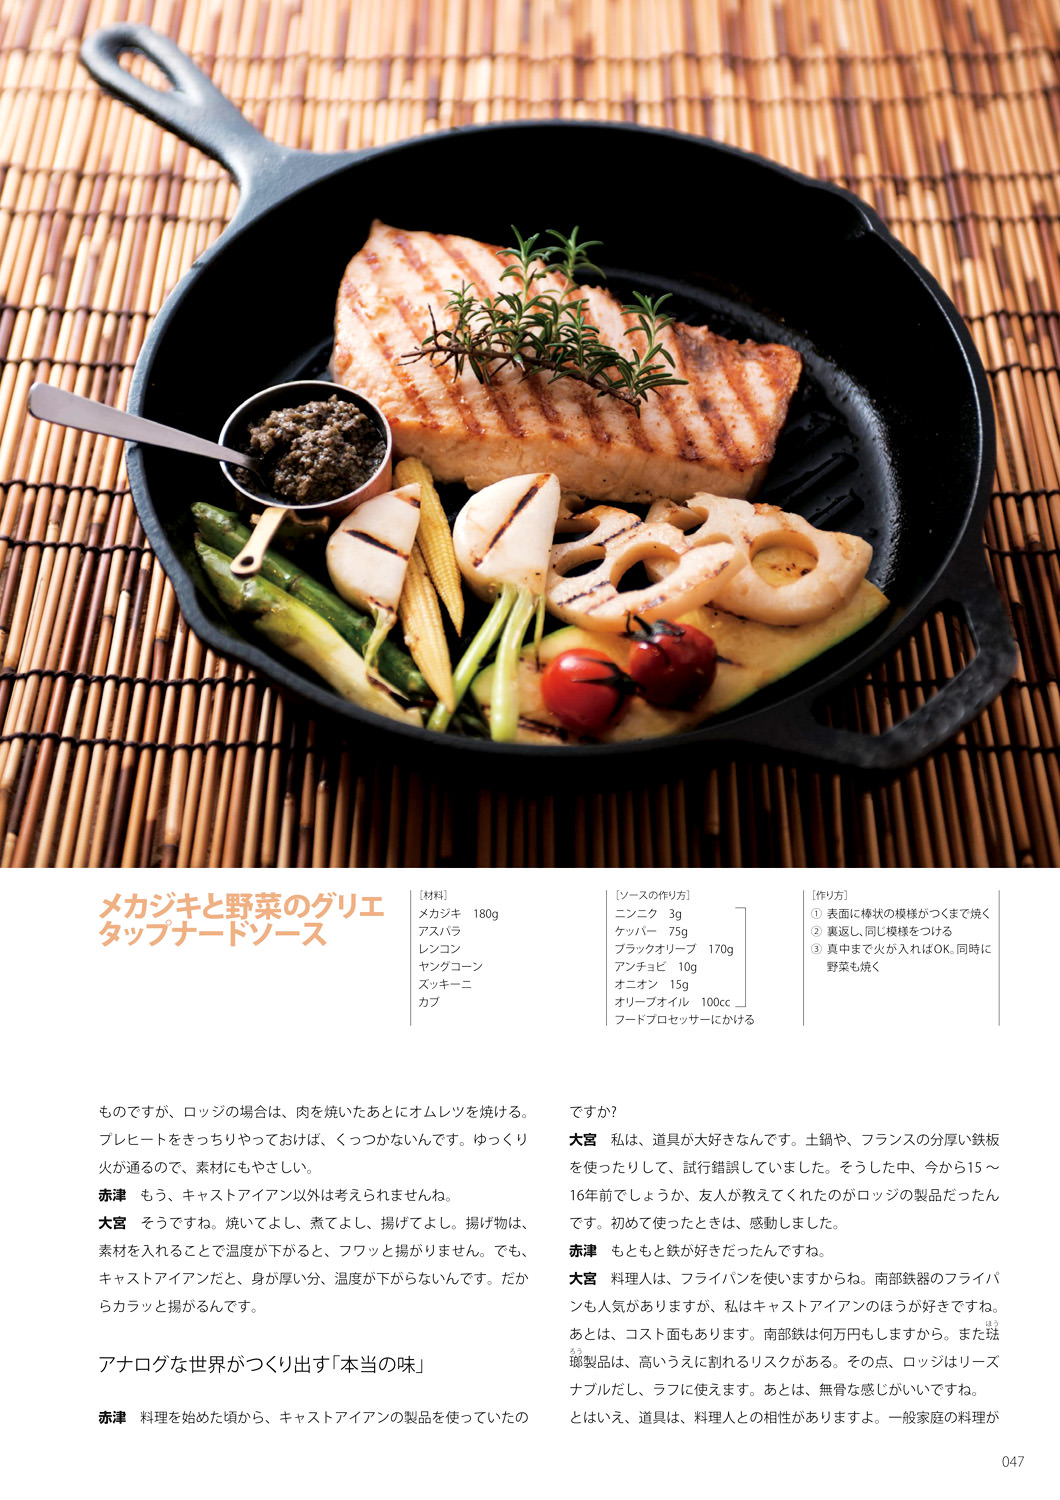 メカジキと野菜のグリエ
タップナードソース
［材料］
メカジキ　180g
アスパラ
レンコン
ヤングコーン
ズッキーニ
カブ
［ソースの作り方］
ニンニク　3g
ケッパー　75g
ブラックオリーブ　170g
アンチョビ　10g
オニオン　15g
オリーブオイル　100cc
フードプロセッサーにかける
［作り方］
① 表面に棒状の模様がつくまで焼く
② 裏返し、同じ模様をつける
③ 真中まで火が入ればOK。同時に
野菜も焼く
ものですが、ロッジの場合は、肉を焼いたあとにオムレツを焼ける。
プレヒートをきっちりやっておけば、くっつかないんです。ゆっくり
火が通るので、素材にもやさしい。
赤津　もう、キャストアイアン以外は考えられませんね。
大宮　そうですね。焼いてよし、煮てよし、揚げてよし。揚げ物は、
素材を入れることで温度が下がると、フワッと揚がりません。でも、
キャストアイアンだと、身が厚い分、温度が下がらないんです。だか
らカラッと揚がるんです。
アナログな世界がつくり出す「本当の味」
赤津　料理を始めた頃から、キャストアイアンの製品を使っていたの
ですか?
大宮　私は、道具が大好きなんです。土鍋や、フランスの分厚い鉄板
を使ったりして、試行錯誤していました。そうした中、今から15～
16年前でしょうか、友人が教えてくれたのがロッジの製品だったん
です。初めて使ったときは、感動しました。
赤津　もともと鉄が好きだったんですね。
大宮　料理人は、フライパンを使いますからね。南部鉄器のフライパ
ンも人気がありますが、私はキャストアイアンのほうが好きですね。
あとは、コスト面もあります。南部鉄は何万円もしますから。また琺
ほう
瑯製品は、高いうえに割れるリスクがある。その点、ロッジはリーズ
ろう
ナブルだし、ラフに使えます。あとは、無骨な感じがいいですね。
とはいえ、道具は、料理人との相性がありますよ。一般家庭の料理が
047